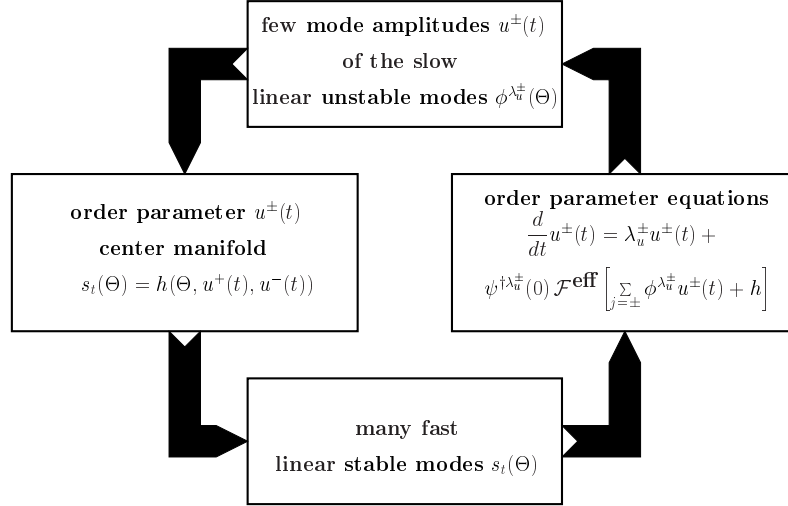 few mode amplitudes u^±(t)
of the slow
linear unstable modes ϕ^{λ_u^±}(Θ)
order parameter u^±(t)
center manifold
s_t(Θ) = h(Θ, u^+(t), u^−(t))
order parameter equations
d/dt u^±(t) = λ_u^± u^±(t) +
ψ^{†λ_u^±}(0) 𝓕^eff [∑_{j=±} ϕ^{λ_u^±} u^±(t) + h]
many fast
linear stable modes s_t(Θ)